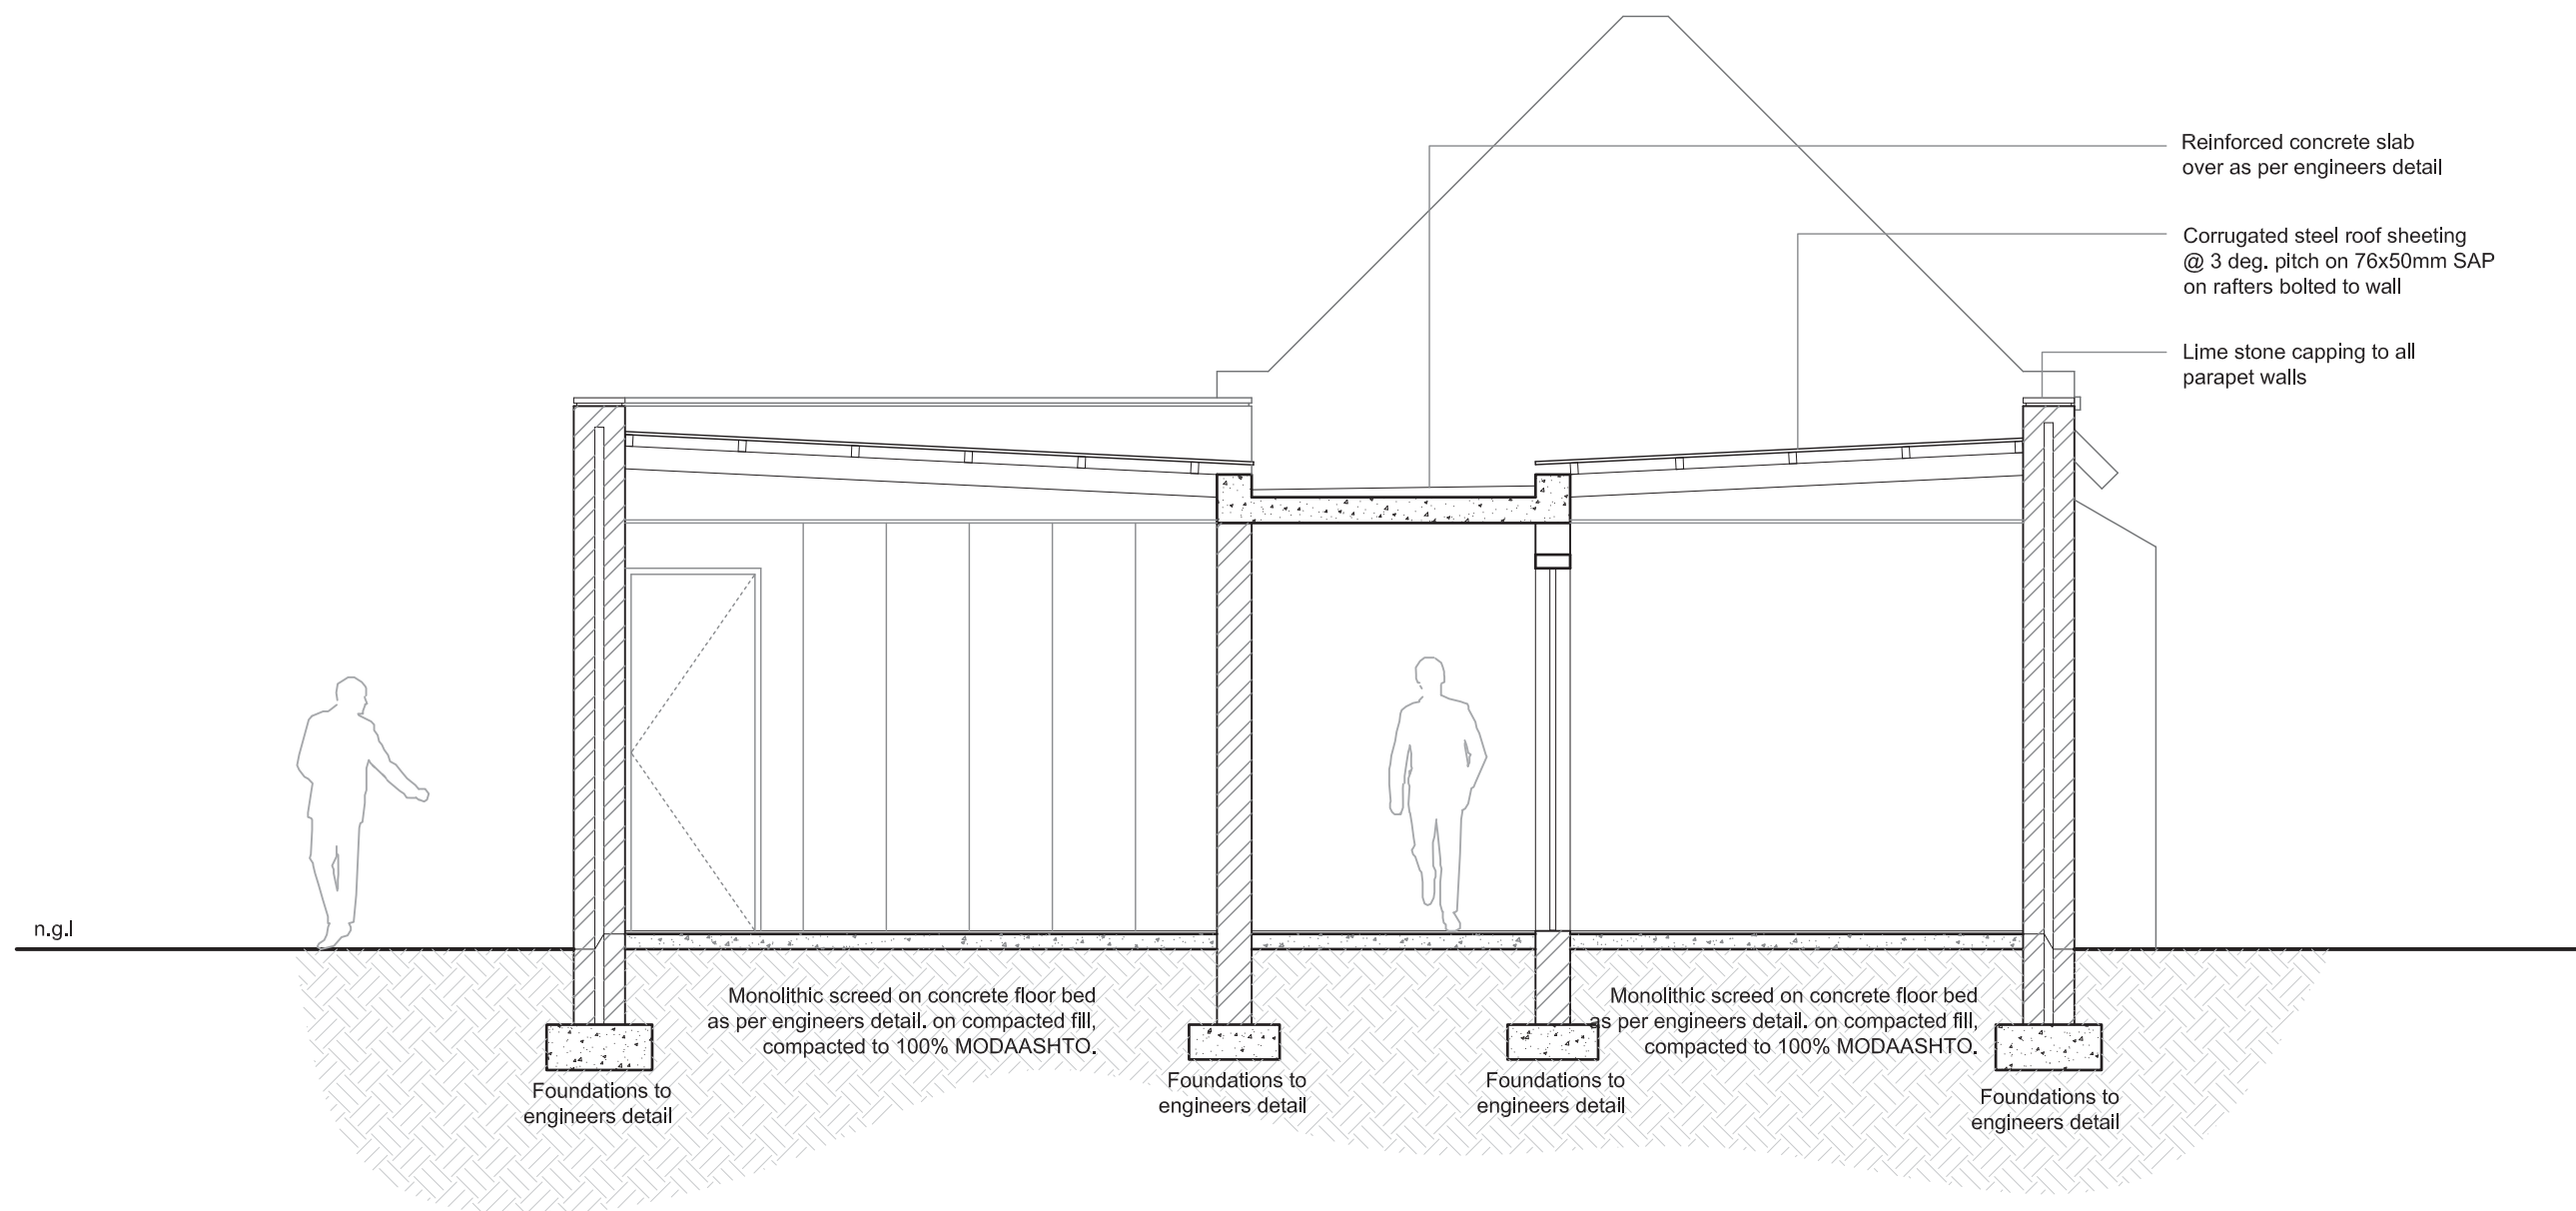 Reinforced concrete slab
over as per engineers detail
Corrugated steel roof sheeting
@ 3 deg. pitch on 76x50mm SAP
on rafters bolted to wall
Lime stone capping to all
parapet walls
n.g.l
Monolithic screed on concrete floor bed
as per engineers detail. on compacted fill,
compacted to 100% MODAASHTO.
Monolithic screed on concrete floor bed
as per engineers detail. on compacted fill,
compacted to 100% MODAASHTO.
Foundations to
engineers detail
Foundations to
engineers detail
Foundations to
engineers detail
Foundations to
engineers detail